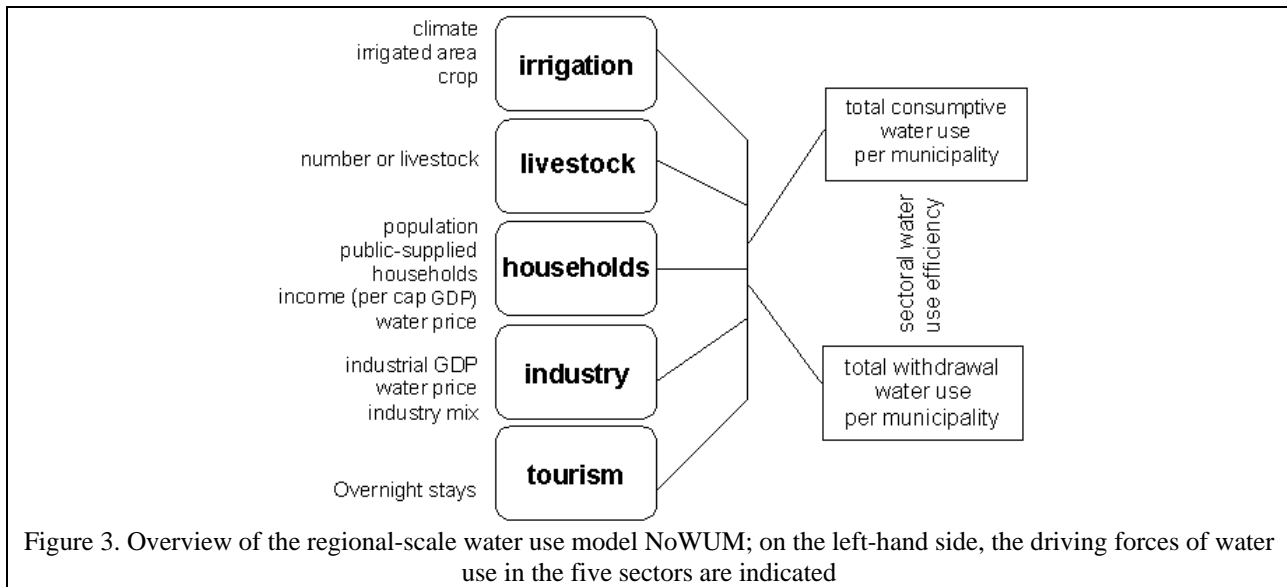 climate
irrigated area
crop
irrigation
number or livestock
livestock
population
public-supplied
households
income (per cap GDP)
water price
households
industrial GDP
water price
industry mix
industry
Overnight stays
tourism
total consumptive
water use
per municipality
sectoral water
use efficiency
total withdrawal
water use
per municipality
Figure 3. Overview of the regional-scale water use model NoWUM; on the left-hand side, the driving forces of water
use in the five sectors are indicated